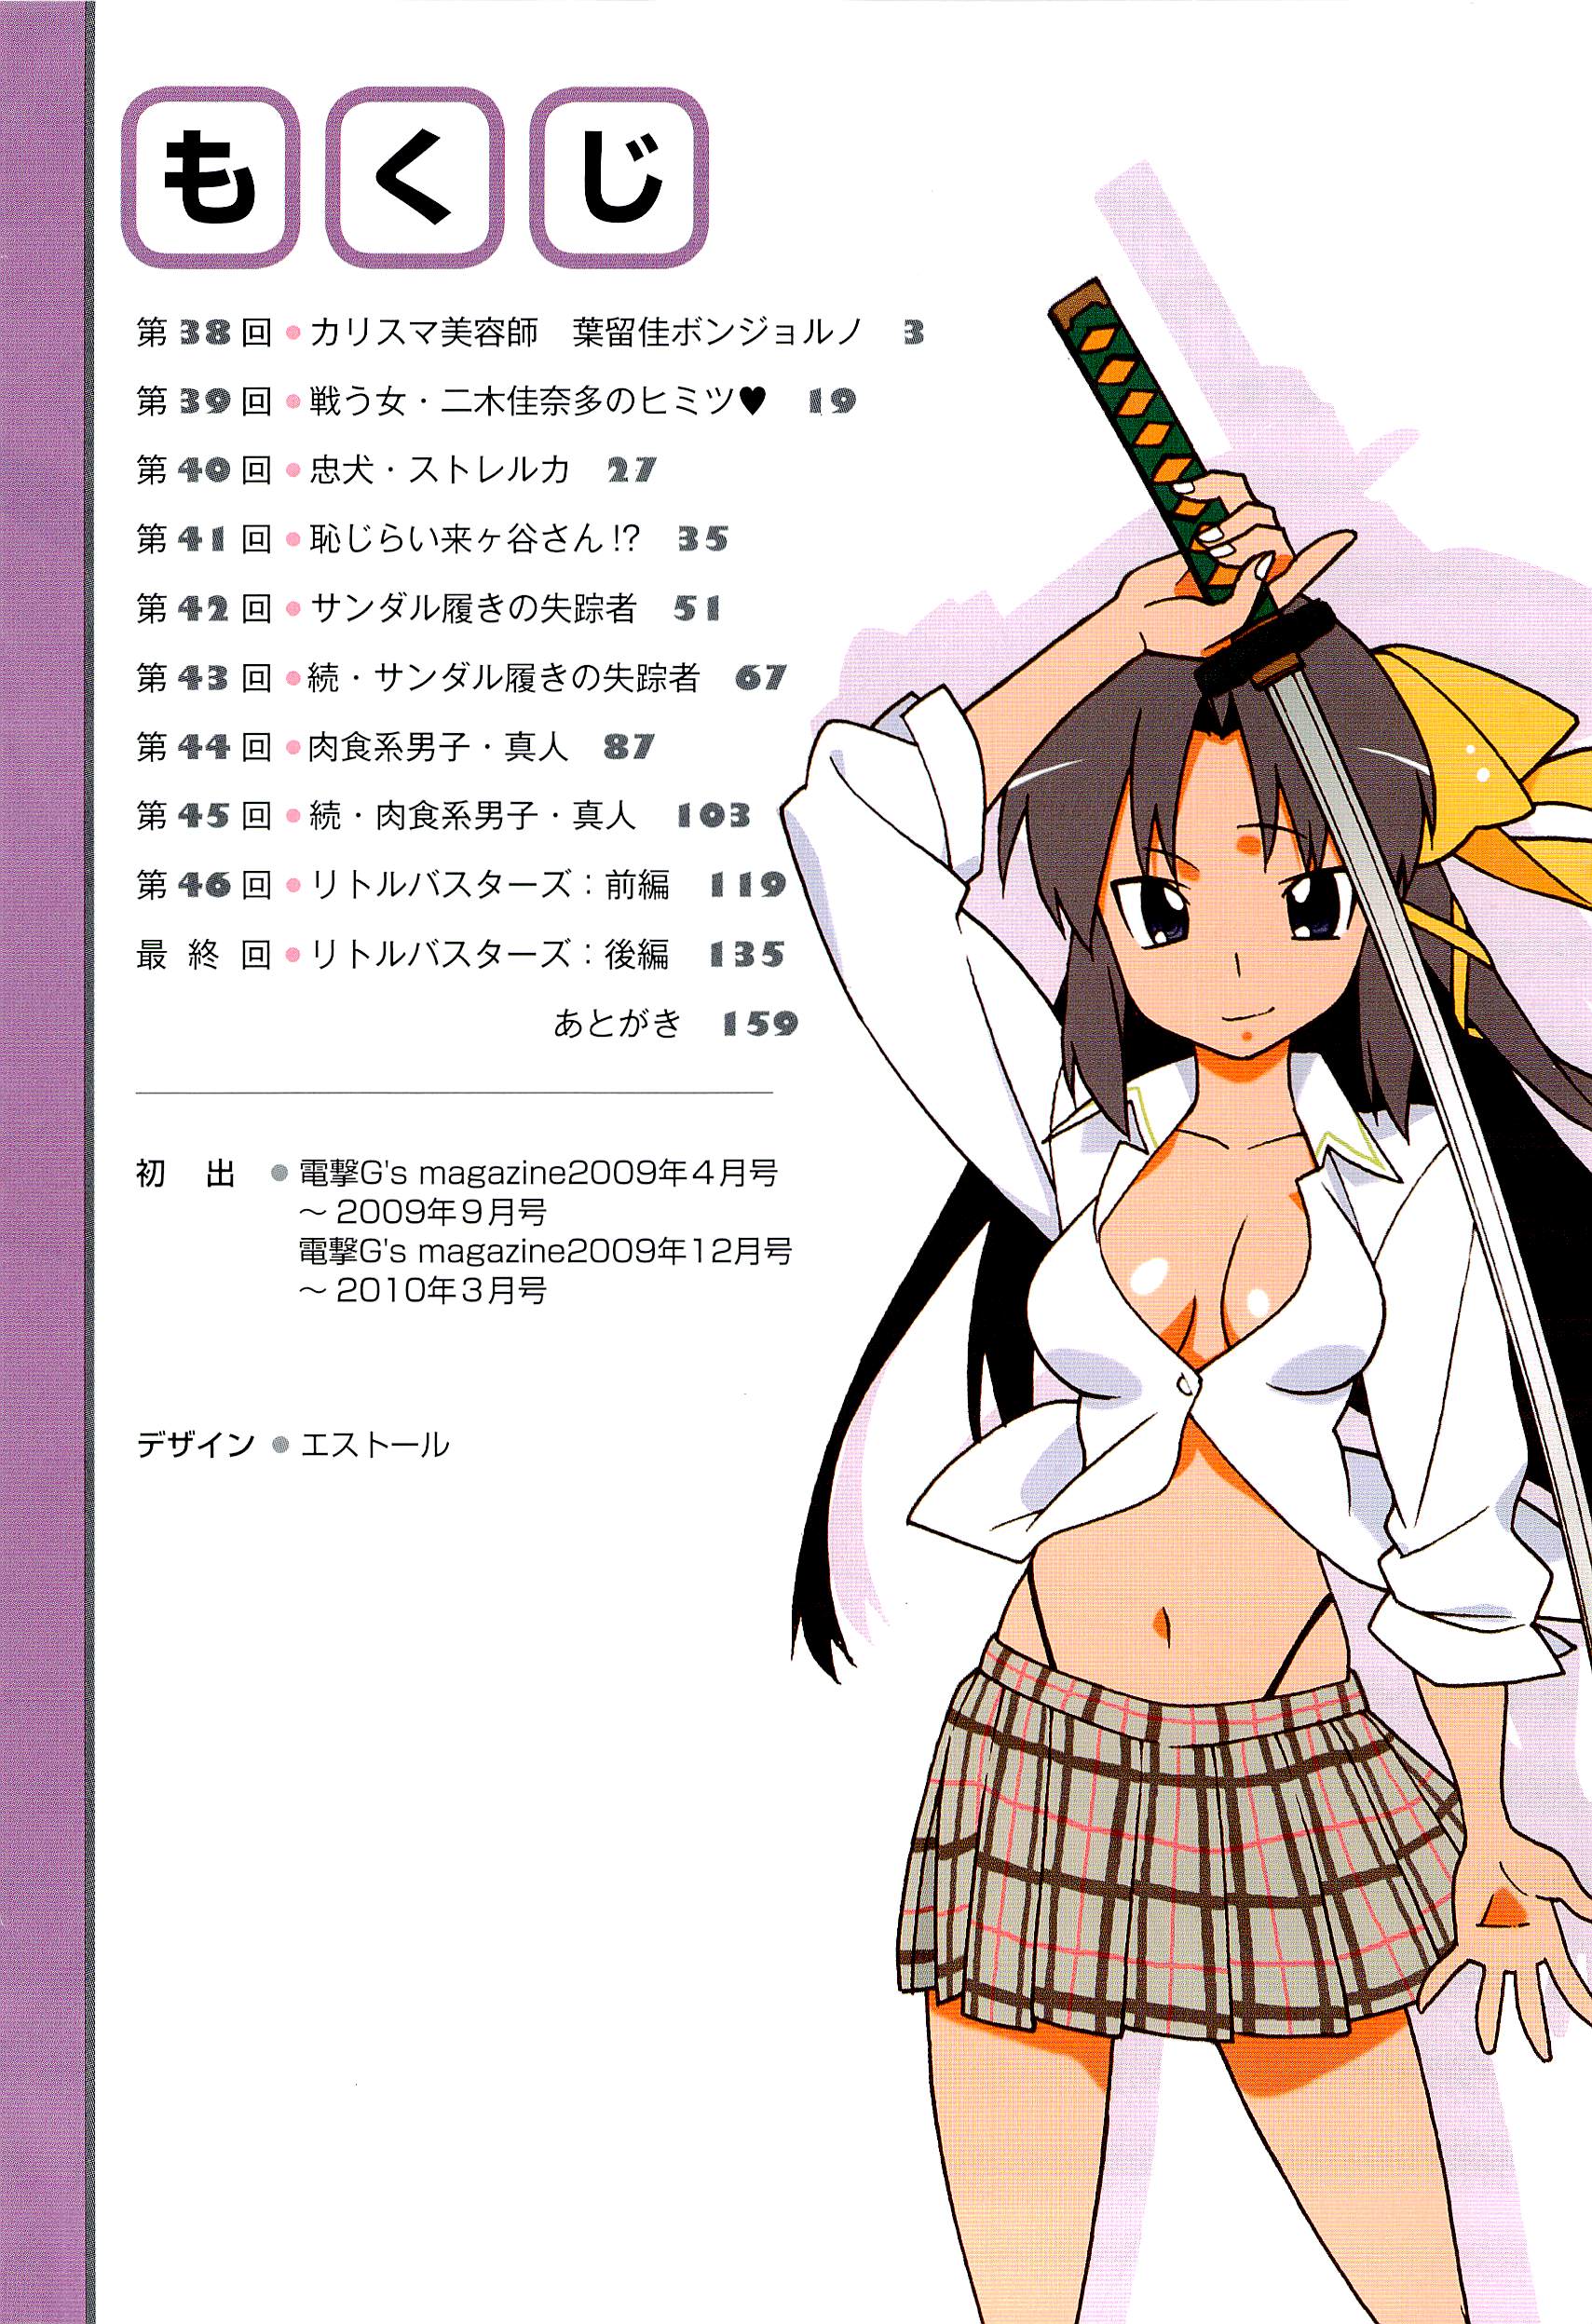 もくじ
第38回●カリスマ美容師　葉留佳ボンジョルノ　3
第39回●戦う女・二木佳奈多のヒミツ♥　19
第40回●忠犬・ストレルカ　27
第41回●恥じらい来ヶ谷さん!?　35
第42回●サンダル履きの失踪者　51
第43回●続・サンダル履きの失踪者　67
第44回●肉食系男子・真人　87
第45回●続・肉食系男子・真人　103
第46回●リトルバスターズ：前編　119
最終回●リトルバスターズ：後編　135
あとがき　159
初出●電撃G's magazine2009年4月号
～2009年9月号
電撃G's magazine2009年12月号
～2010年3月号
デザイン●エストール